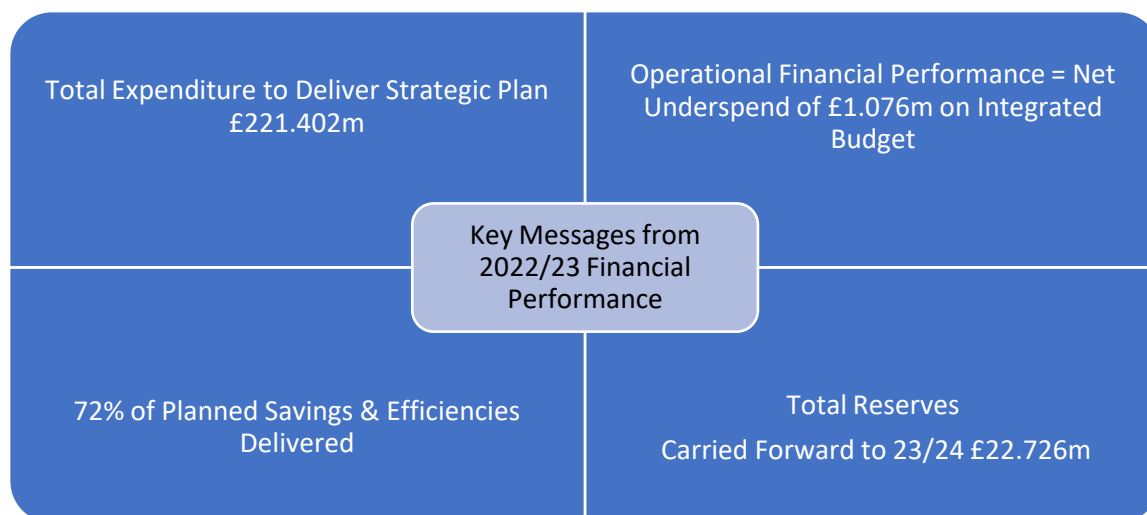 Total Expenditure to Deliver Strategic Plan
£221.402m
Operational Financial Performance = Net
Underspend of £1.076m on Integrated
Budget
Key Messages from
2022/23 Financial
Performance
72% of Planned Savings & Efficiencies
Delivered
Total Reserves
Carried Forward to 23/24 £22.726m